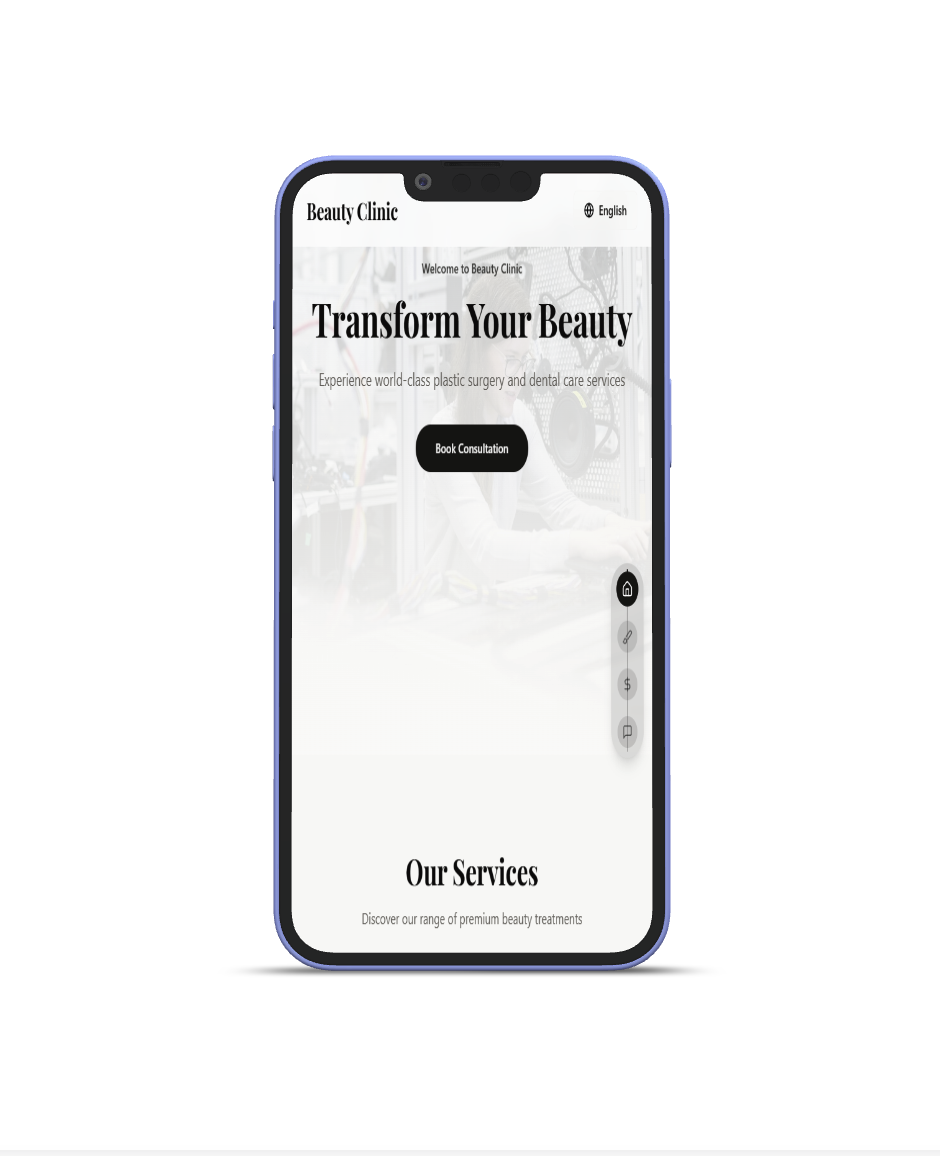 Beauty Clinic
English
Welcome to Beauty Clinic
Transform Your Beauty
Experience world-class plastic surgery and dental care services
Book Consultation
$
Our Services
Discover our range of premium beauty treatments